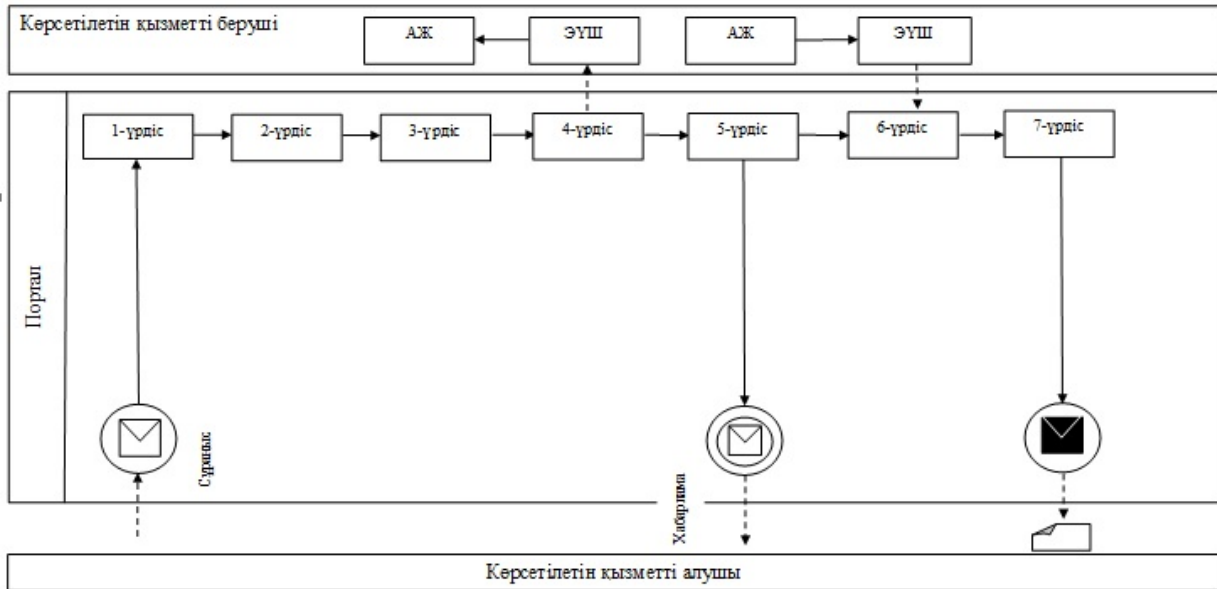 Көрсетілетін қызметті беруші
АЖ
ЭҮШ
АЖ
ЭҮШ
1-үрдіс
2-үрдіс
3-үрдіс
4-үрдіс
5-үрдіс
6-үрдіс
7-үрдіс
Портал
Сұраныс
Хабарлама
Көрсетілетін қызметті алушы